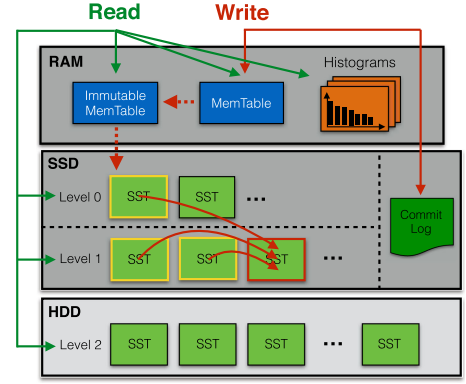 Read
Write
RAM
Histograms
Immutable
MemTable
MemTable
SSD
Level 0
SST
SST
...
Commit
Log
Level 1
SST
SST
SST
...
HDD
Level 2
SST
SST
SST
...
SST